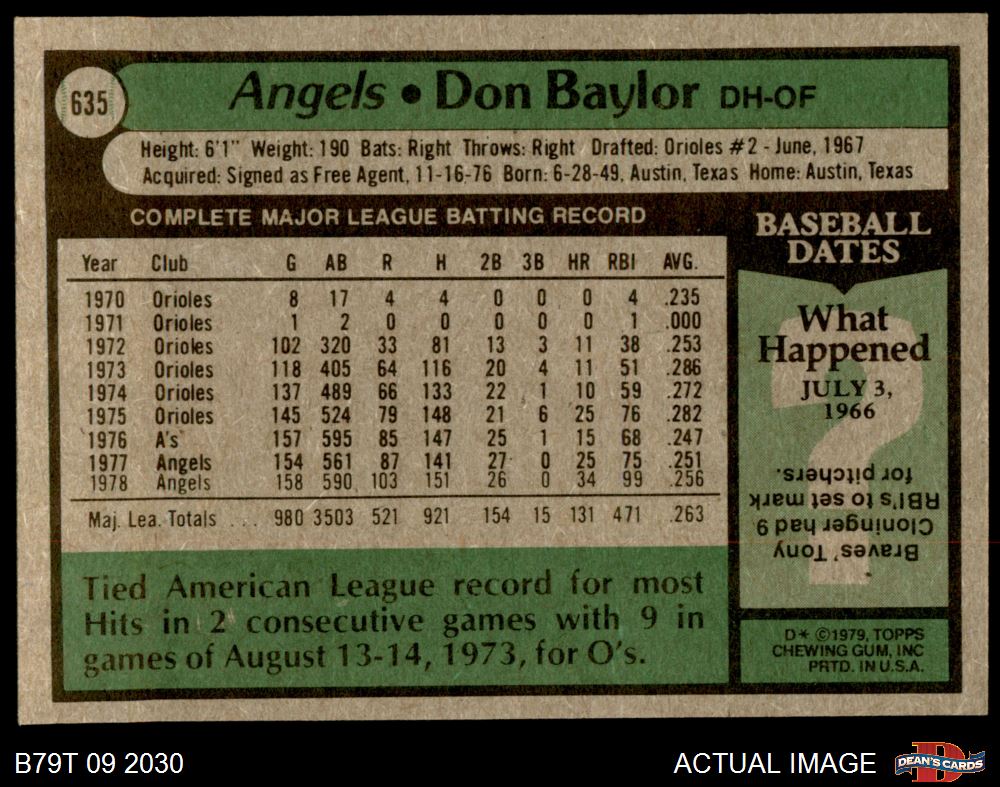 635
Angels • Don Baylor DH-OF
Height: 6'1" Weight: 190 Bats: Right Throws: Right Drafted: Orioles #2 - June, 1967
Acquired: Signed as Free Agent, 11-16-76 Born: 6-28-49, Austin, Texas Home: Austin, Texas
COMPLETE MAJOR LEAGUE BATTING RECORD
Year Club G AB R H 2B 3B HR RBI AVG.
1970 Orioles 8 17 4 4 0 0 0 4 .235
1971 Orioles 1 2 0 0 0 0 0 1 .000
1972 Orioles 102 320 33 81 13 3 11 38 .253
1973 Orioles 118 405 64 116 20 4 11 51 .286
1974 Orioles 137 489 66 133 22 1 10 59 .272
1975 Orioles 145 524 79 148 21 6 25 76 .282
1976 A's 157 595 85 147 25 1 15 68 .247
1977 Angels 154 561 87 141 27 0 25 75 .251
1978 Angels 158 590 103 151 26 0 34 99 .256
Maj. Lea. Totals ... 980 3503 521 921 154 15 131 471 .263
Tied American League record for most
Hits in 2 consecutive games with 9 in
games of August 13-14, 1973, for O's.
BASEBALL
DATES
What
Happened
JULY 3,
1966
?
Braves' Tony
Cloninger had 9
RBI's to set mark
for pitchers.
D* ©1979, TOPPS
CHEWING GUM, INC
PRTD. IN U.S.A.
B79T 09 2030
ACTUAL IMAGE
D
DEAN'S CARDS